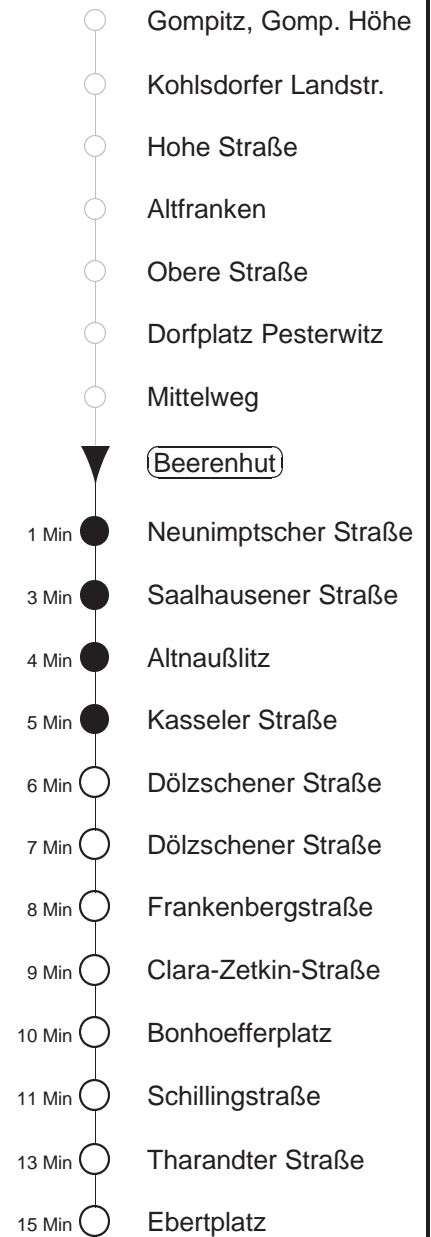 Gompitz, Gomp. Höhe
Kohlsdorfer Landstr.
Hohe Straße
Altfranken
Obere Straße
Dorfplatz Pesterwitz
Mittelweg
Beerenhut
1 Min Neunimptscher Straße
3 Min Saalhausener Straße
4 Min Altnaußlitz
5 Min Kasseler Straße
6 Min Dölzschener Straße
7 Min Dölzschener Straße
8 Min Frankenbergstraße
9 Min Clara-Zetkin-Straße
10 Min Bonhoefferplatz
11 Min Schillingstraße
13 Min Tharandter Straße
15 Min Ebertplatz